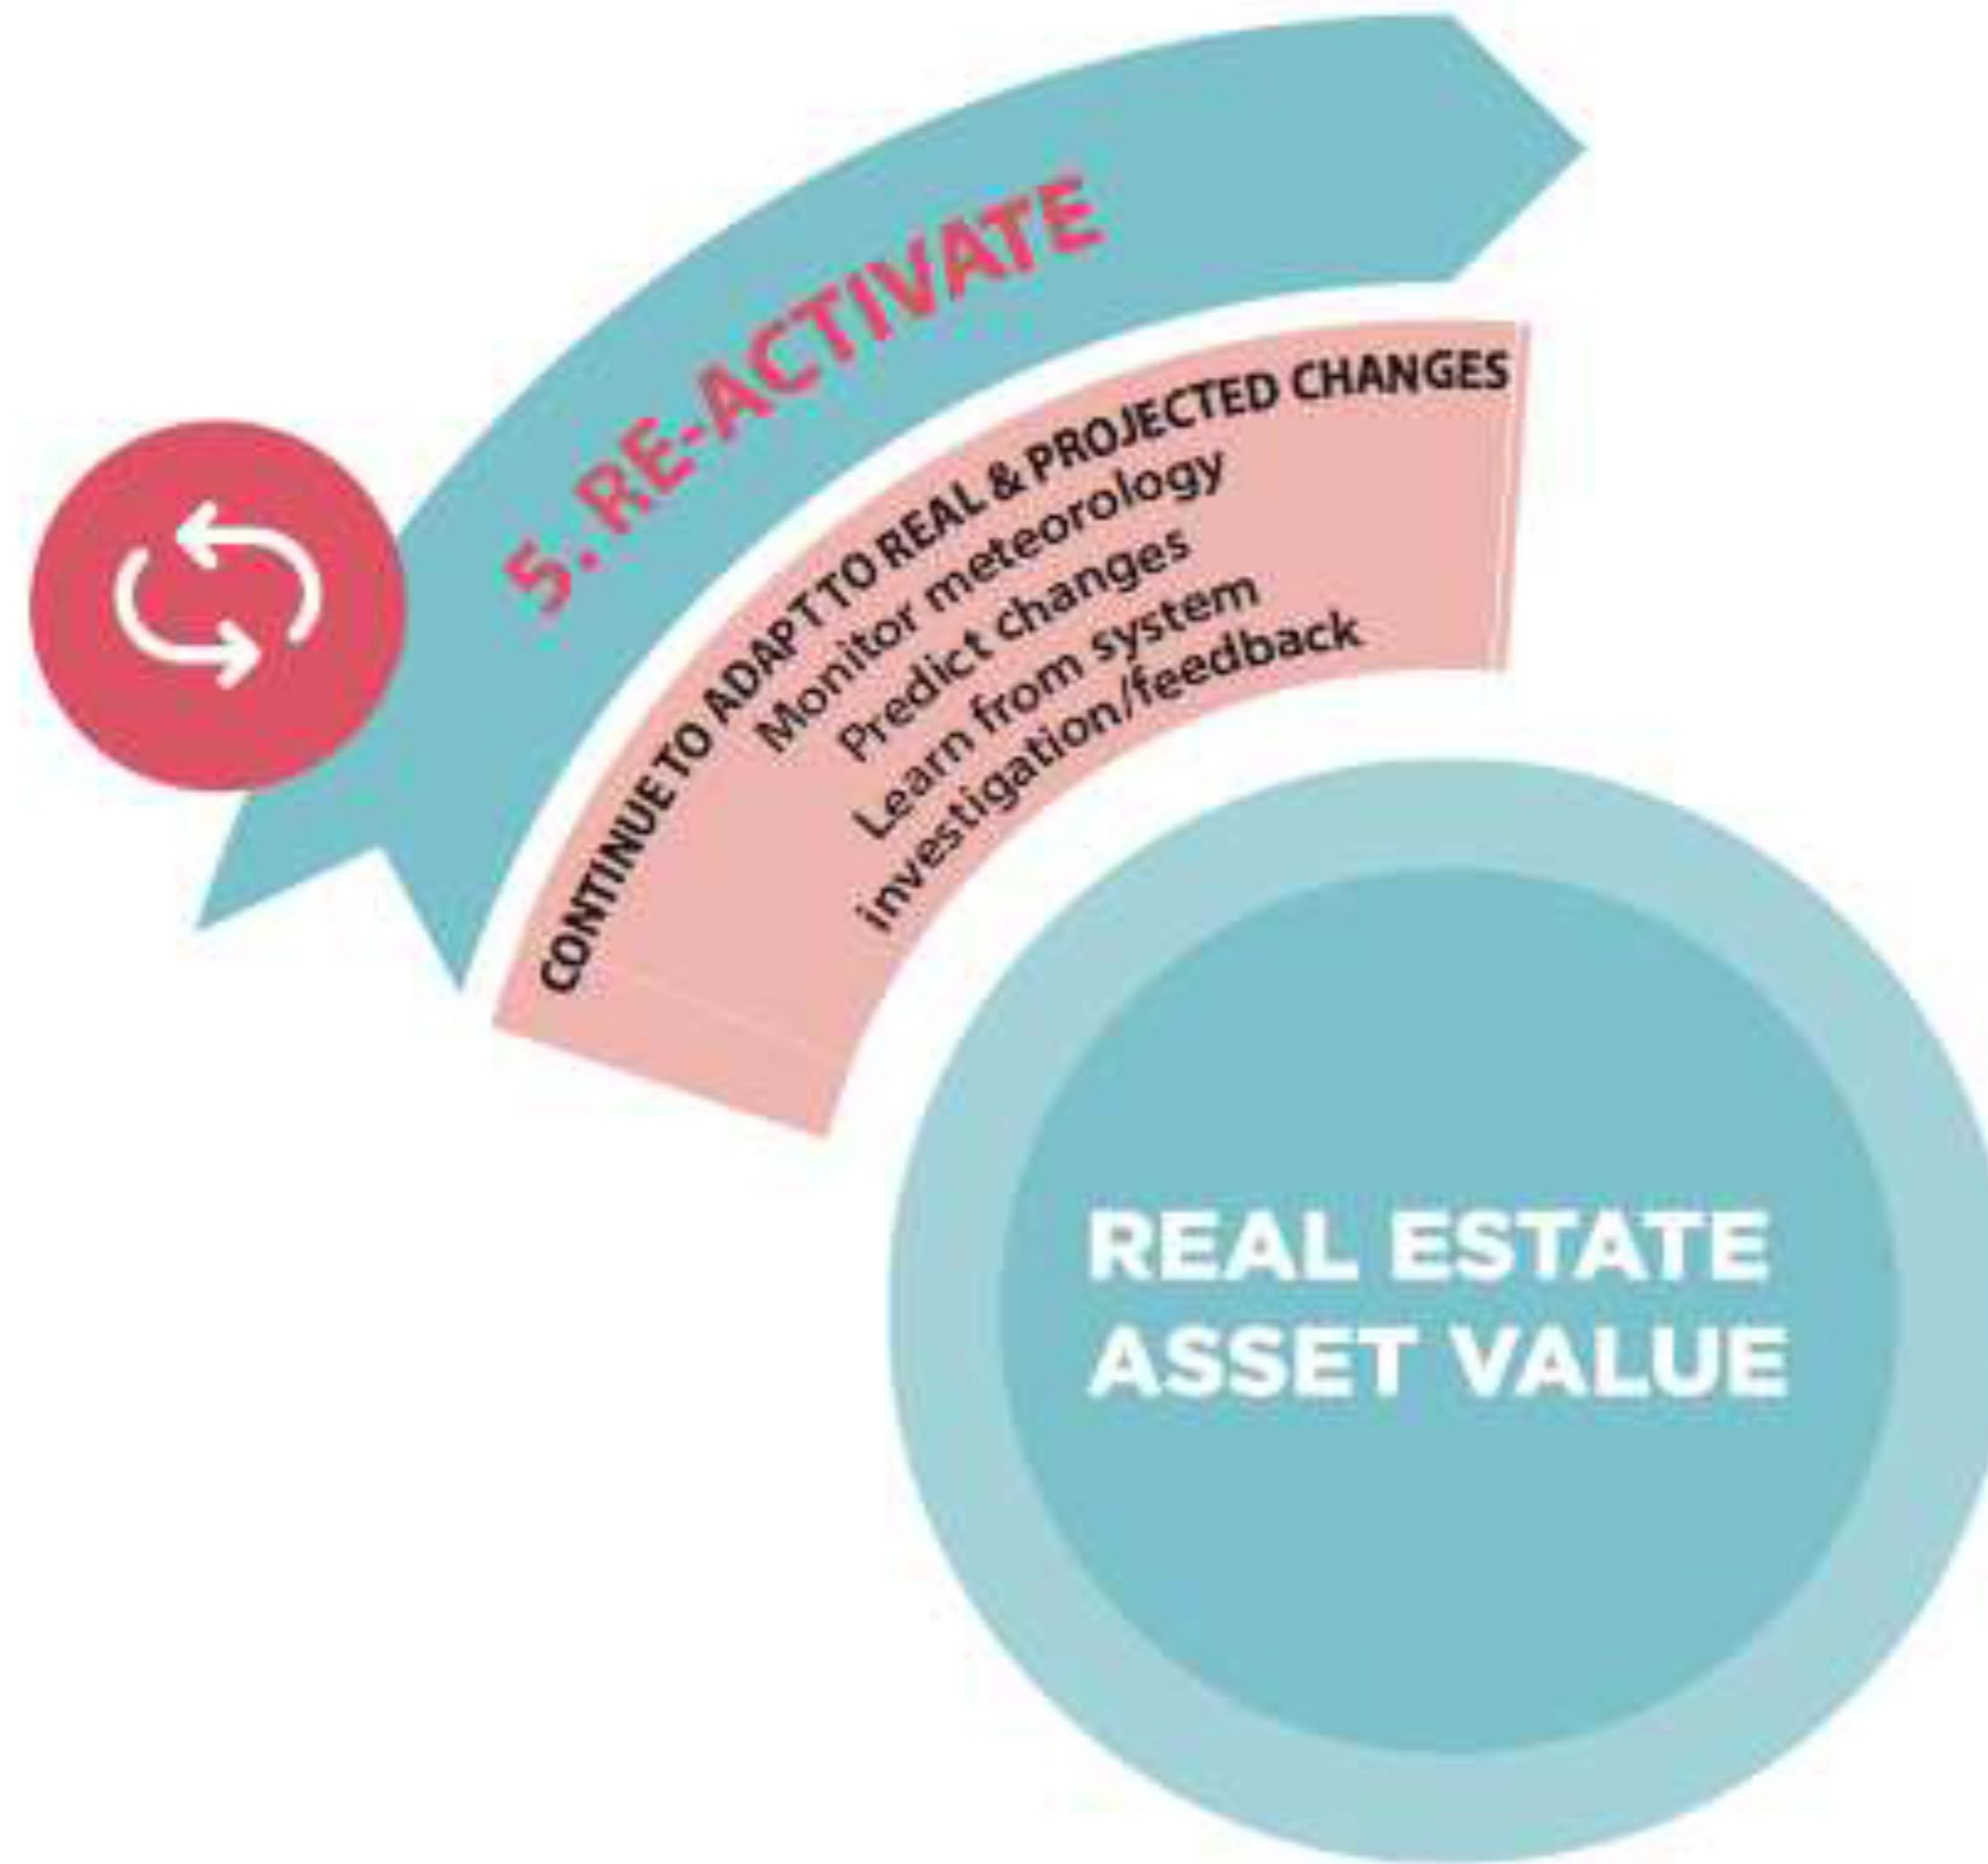 5. RE-ACTIVATE
CONTINUE TO ADAPT TO REAL & PROJECTED CHANGES
Monitor meteorology
Predict changes
Learn from system
investigation/feedback
REAL ESTATE
ASSET VALUE